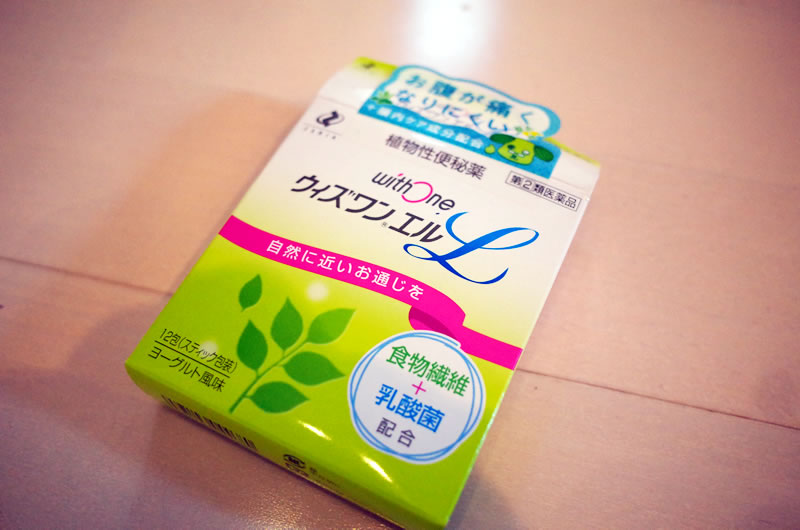 お腹が痛く
なりにくい
+腸内ケア成分配合
ZERIA
植物性便秘薬
第2類医薬品
withOne
ウィズワン®エル
L
自然に近いお通じを
12包(スティック包装)
ヨーグルト風味
食物繊維
+
乳酸菌
配合